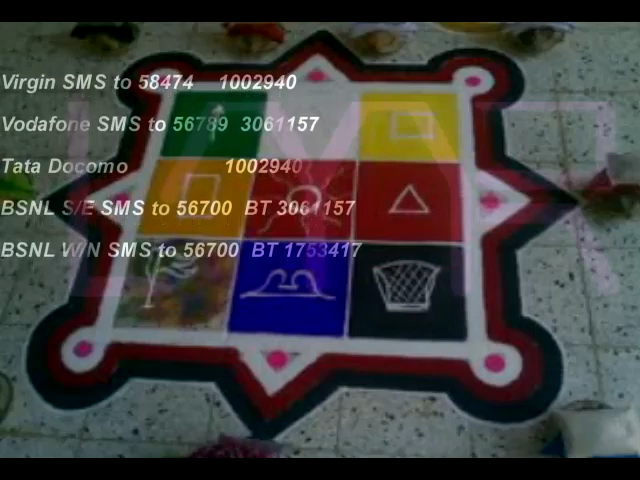 Virgin SMS to 58474 1002940
Vodafone SMS to 56789 3061157
Tata Docomo 1002940
BSNL S/E SMS to 56700 BT 3061157
BSNL W/N SMS to 56700 BT 1753417